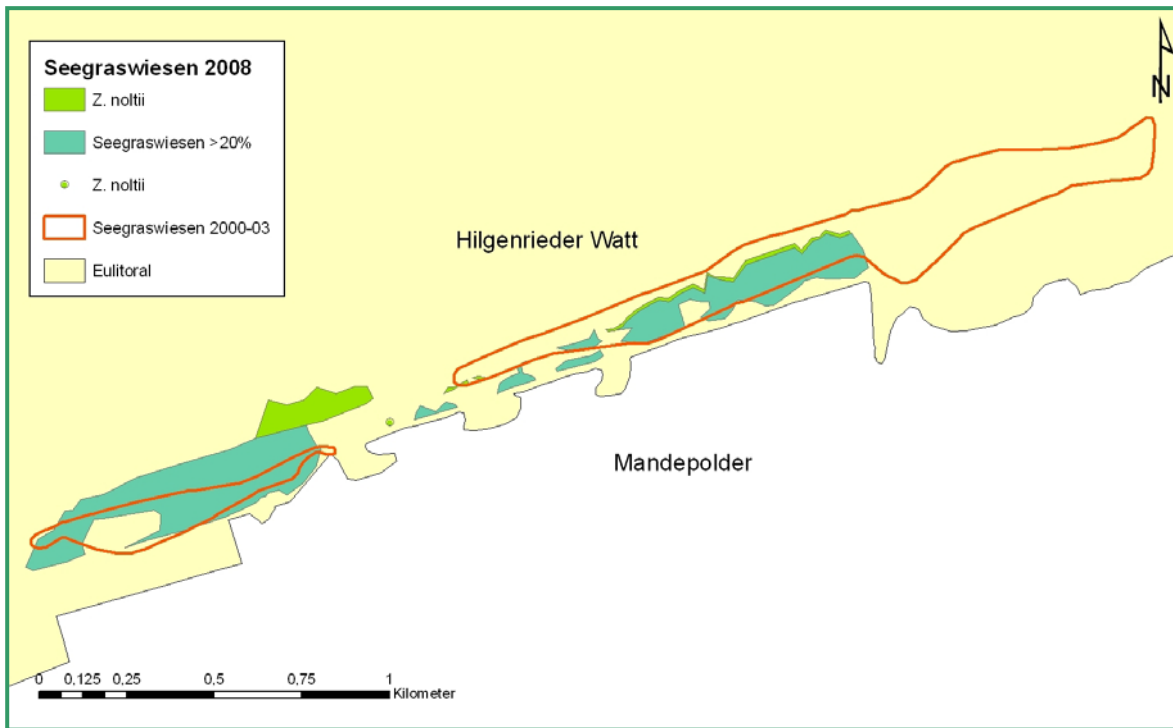 Seegraswiesen 2008
Z. noltii
Seegraswiesen >20%
Z. noltii
Seegraswiesen 2000-03
Eulitoral
N
Hilgenrieder Watt
Mandepolder
0 0,125 0,25 0,5 0,75 1
Kilometer